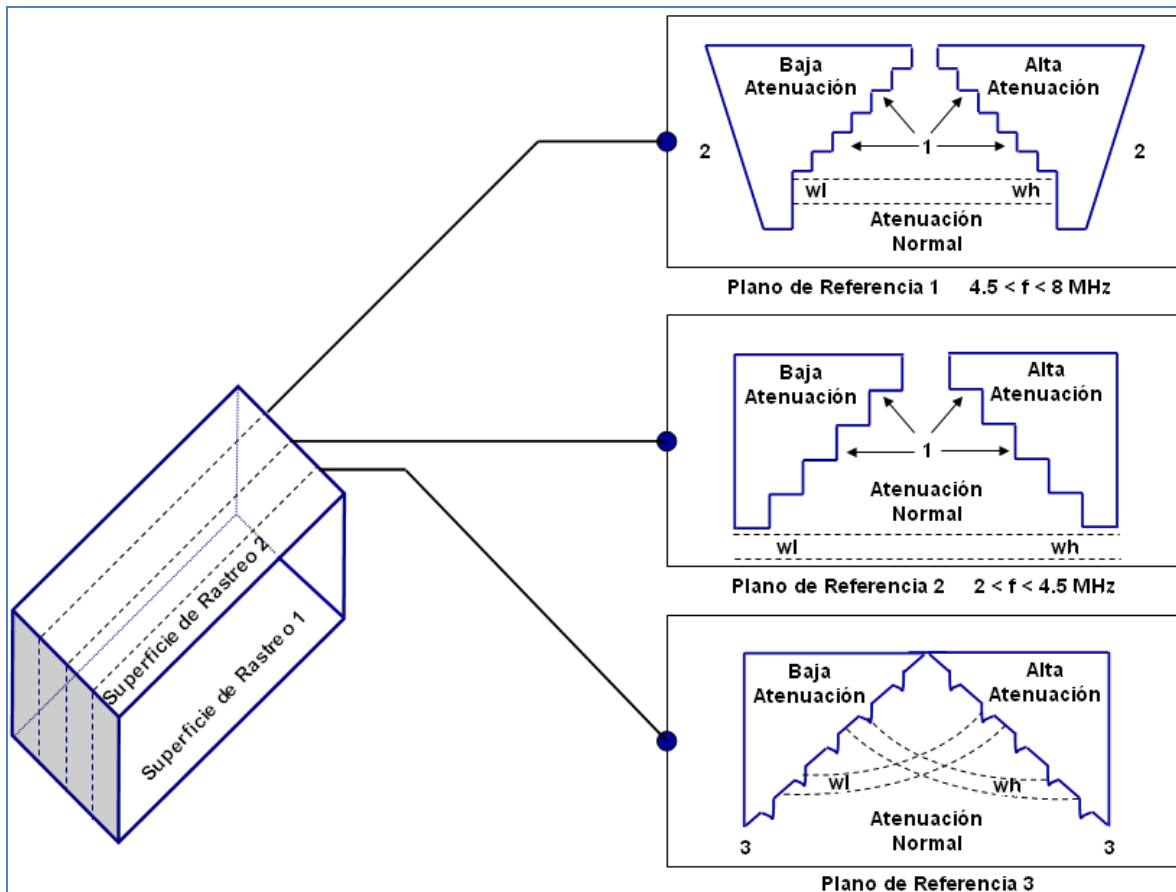 Baja
Atenuación
Alta
Atenuación
1
2
2
wl
wh
Atenuación
Normal
Plano de Referencia 1 4.5 < f < 8 MHz
Baja
Atenuación
Alta
Atenuación
1
Atenuación
Normal
wl
wh
Plano de Referencia 2 2 < f < 4.5 MHz
Baja
Atenuación
Alta
Atenuación
wl
wh
Atenuación
Normal
3
3
Plano de Referencia 3
Superficie de Rastreo 2
Superficie de Rastreo 1